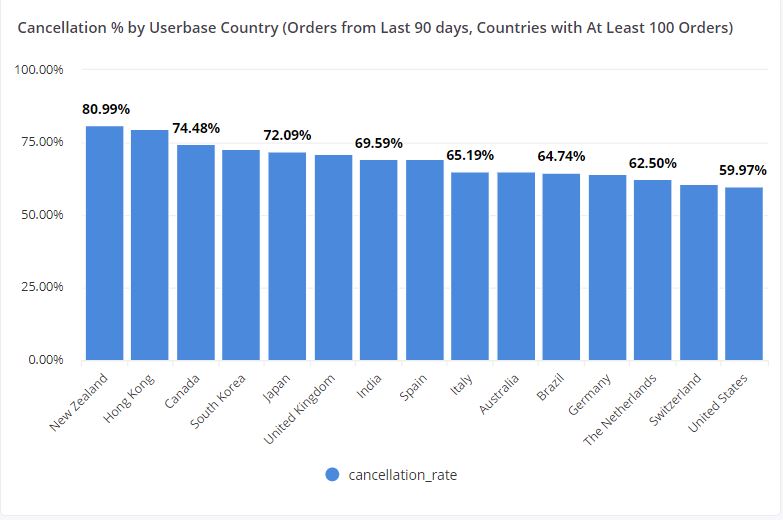 Cancellation % by Userbase Country (Orders from Last 90 days, Countries with At Least 100 Orders)
100.00%
75.00%
50.00%
25.00%
0.00%
80.99%
74.48%
72.09%
69.59%
65.19%
64.74%
62.50%
59.97%
New Zealand
Hong Kong
Canada
South Korea
Japan
United Kingdom
India
Spain
Italy
Australia
Brazil
Germany
The Netherlands
Switzerland
United States
cancellation_rate